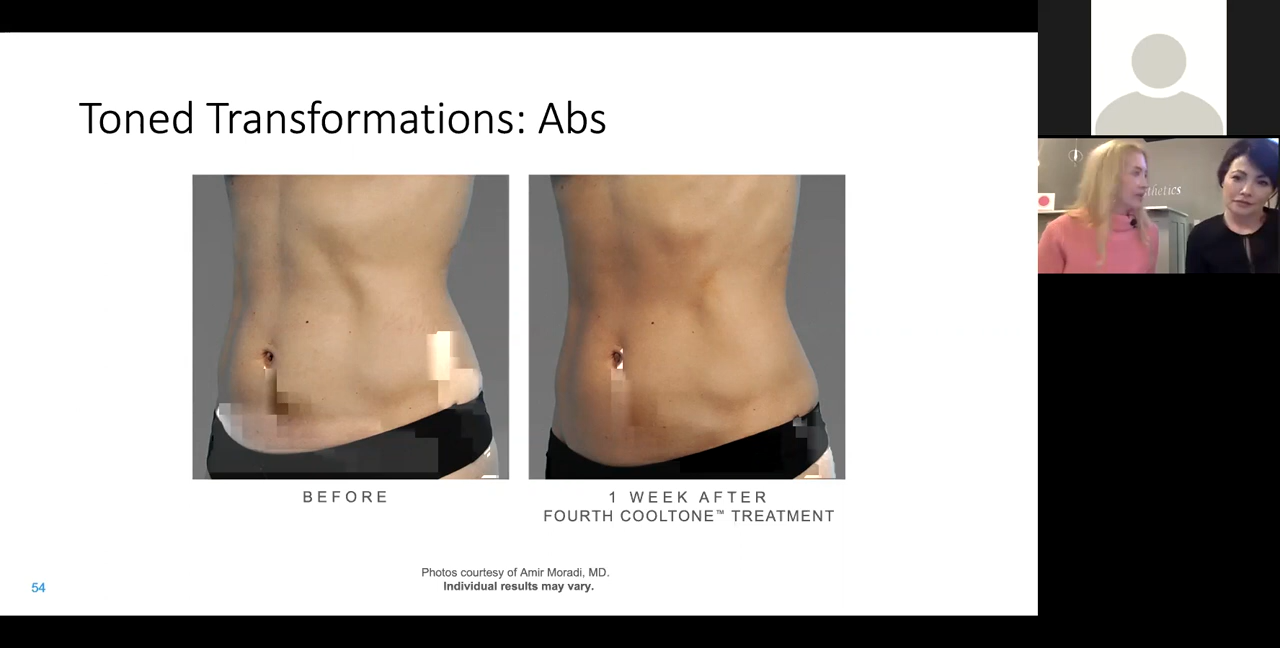 Toned Transformations: Abs
BEFORE
1 WEEK AFTER
FOURTH COOLTONE™ TREATMENT
Photos courtesy of Amir Moradi, MD.
Individual results may vary.
54
thetics